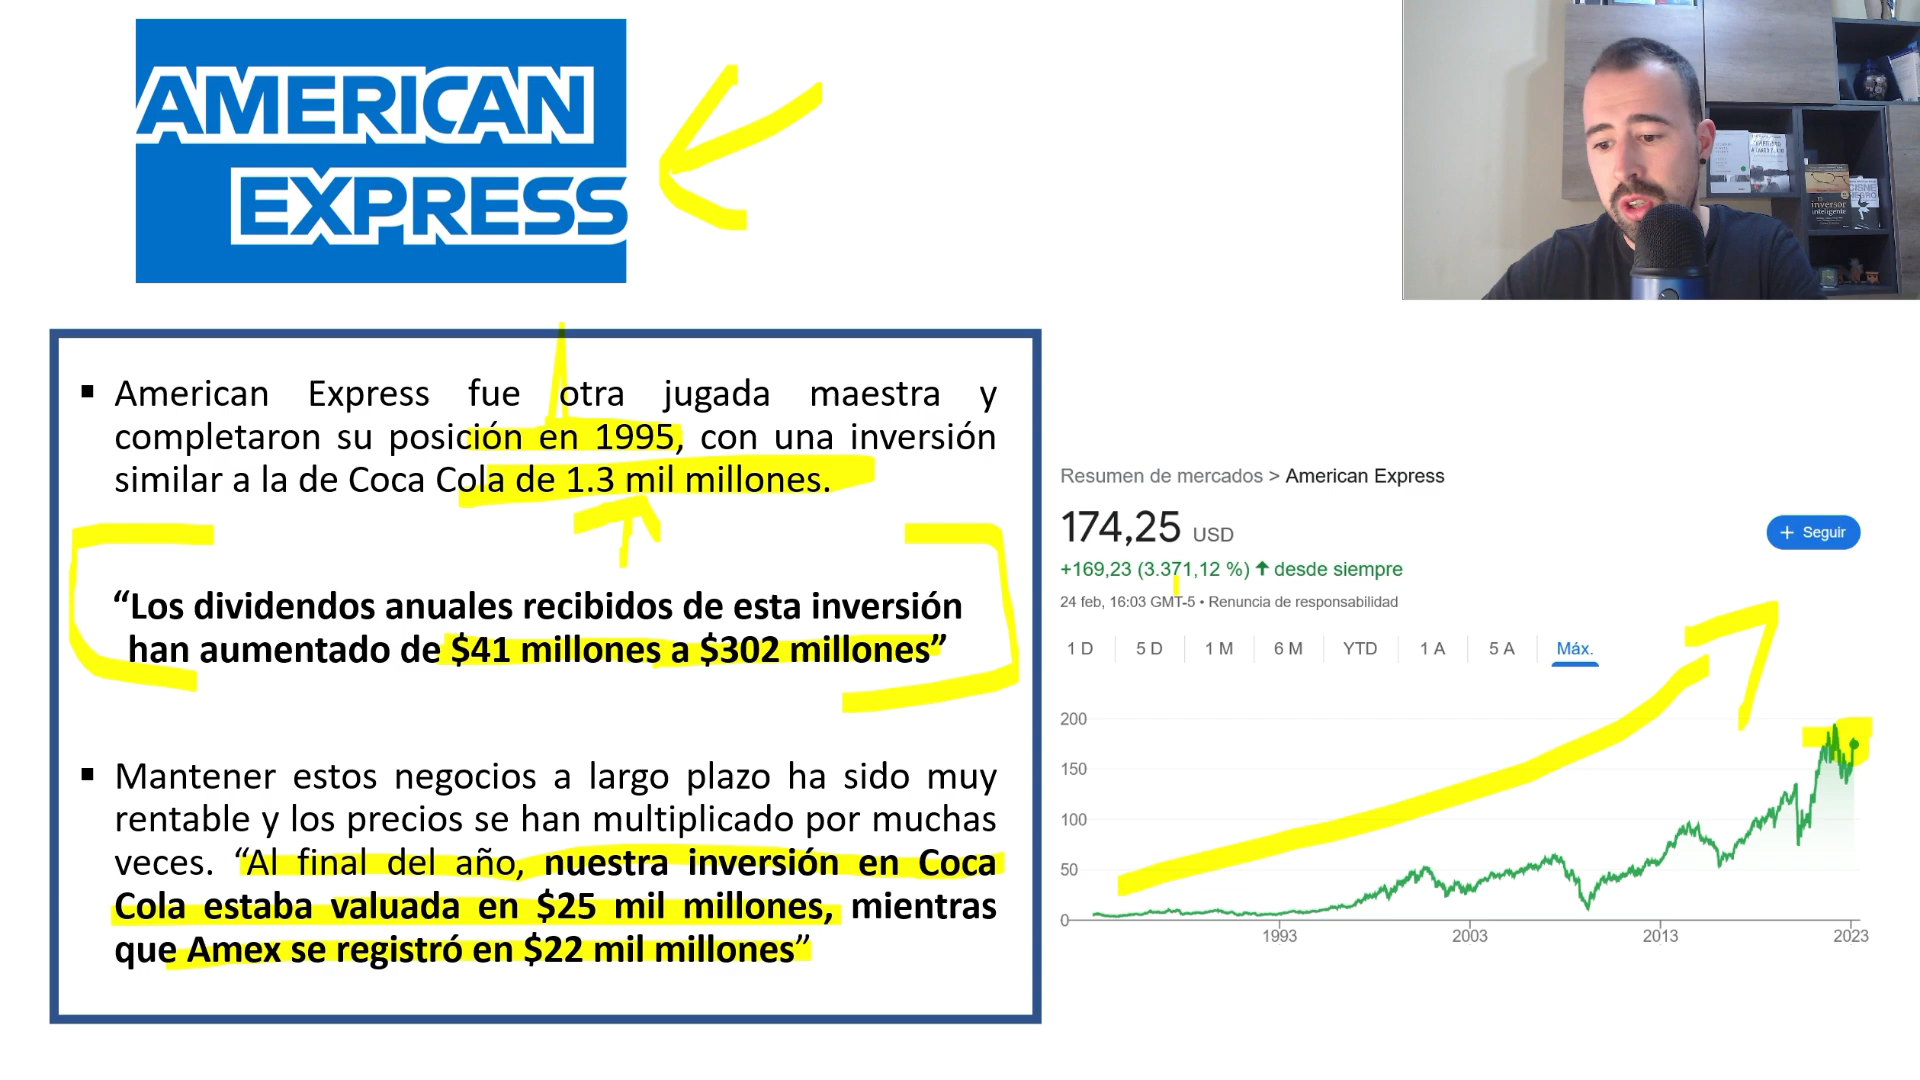 AMERICAN
EXPRESS
▪ American Express fue otra jugada maestra y
completaron su posición en 1995, con una inversión
similar a la de Coca Cola de 1.3 mil millones.
“Los dividendos anuales recibidos de esta inversión
han aumentado de $41 millones a $302 millones”
▪ Mantener estos negocios a largo plazo ha sido muy
rentable y los precios se han multiplicado por muchas
veces. “Al final del año, nuestra inversión en Coca
Cola estaba valuada en $25 mil millones, mientras
que Amex se registró en $22 mil millones”
Resumen de mercados > American Express
174,25 USD
+ Seguir
+169,23 (3.371,12 %) ↑ desde siempre
24 feb, 16:03 GMT-5 • Renuncia de responsabilidad
1 D 5 D 1 M 6 M YTD 1 A 5 A Máx.
200
150
100
50
0
1993 2003 2013 2023
inversor
inteligente
CISNE
NEGRO